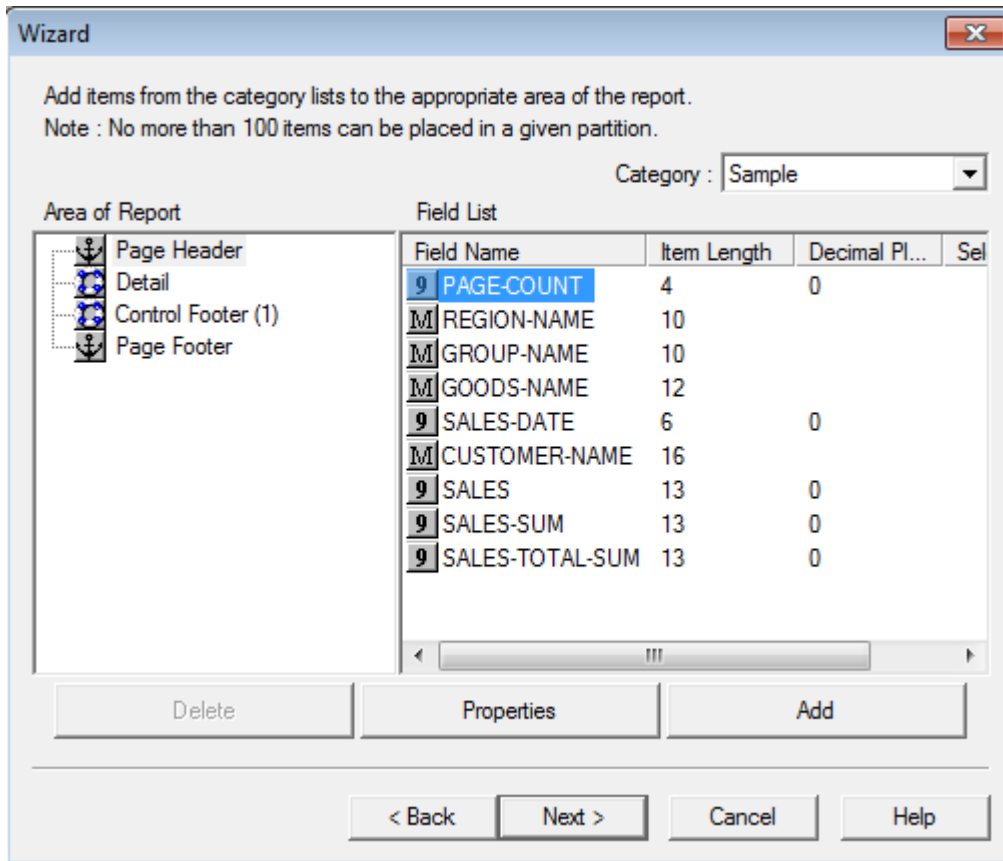 Wizard
Add items from the category lists to the appropriate area of the report.
Note : No more than 100 items can be placed in a given partition.
Category : Sample
Area of Report
Page Header
Detail
Control Footer (1)
Page Footer
Field List
Field Name Item Length Decimal Pl... Sel
9 PAGE-COUNT 4 0
M REGION-NAME 10
M GROUP-NAME 10
M GOODS-NAME 12
9 SALES-DATE 6 0
M CUSTOMER-NAME 16
9 SALES 13 0
9 SALES-SUM 13 0
9 SALES-TOTAL-SUM 13 0
Delete Properties Add
< Back Next > Cancel Help